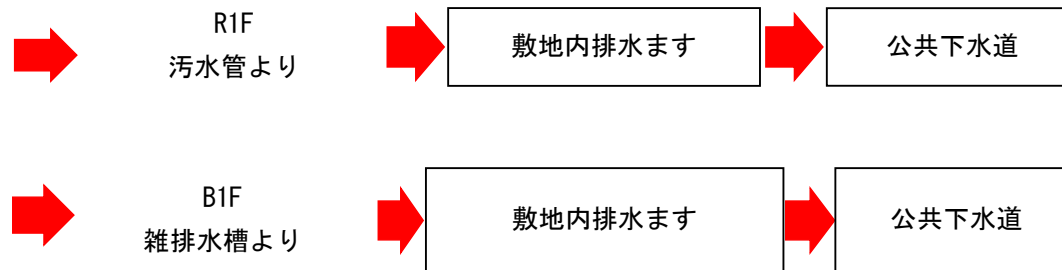 R1F
汚水管より
敷地内排水ます
公共下水道
B1F
雑排水槽より
敷地内排水ます
公共下水道